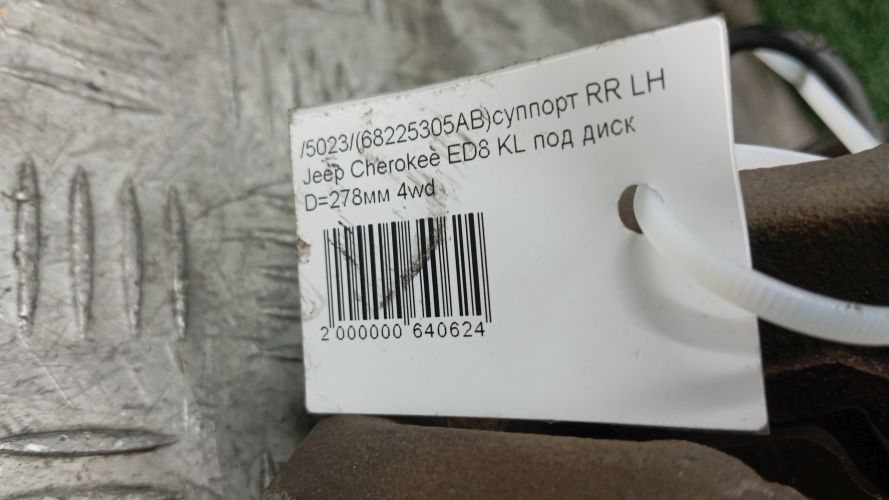 /5023/(68225305AB)суппорт RR LH
Jeep Cherokee ED8 KL под диск
D=278мм 4wd
2 000000 640624